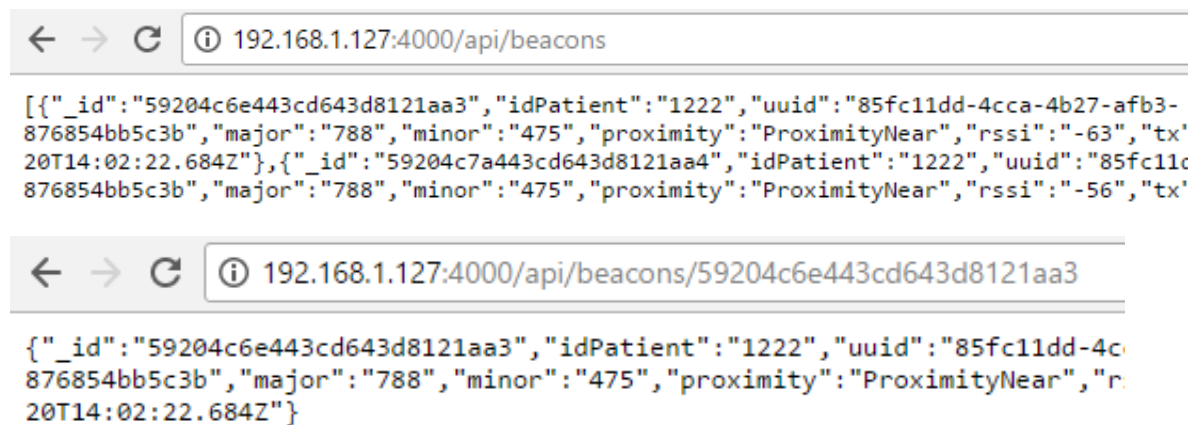 192.168.1.127:4000/api/beacons
[{"_id":"59204c6e443cd643d8121aa3","idPatient":"1222","uuid":"85fc11dd-4cca-4b27-afb3-
876854bb5c3b","major":"788","minor":"475","proximity":"ProximityNear","rssi":"-63","tx"
20T14:02:22.684Z"},{"_id":"59204c7a443cd643d8121aa4","idPatient":"1222","uuid":"85fc11d
876854bb5c3b","major":"788","minor":"475","proximity":"ProximityNear","rssi":"-56","tx"
192.168.1.127:4000/api/beacons/59204c6e443cd643d8121aa3
{"_id":"59204c6e443cd643d8121aa3","idPatient":"1222","uuid":"85fc11dd-4c
876854bb5c3b","major":"788","minor":"475","proximity":"ProximityNear","r
20T14:02:22.684Z"}